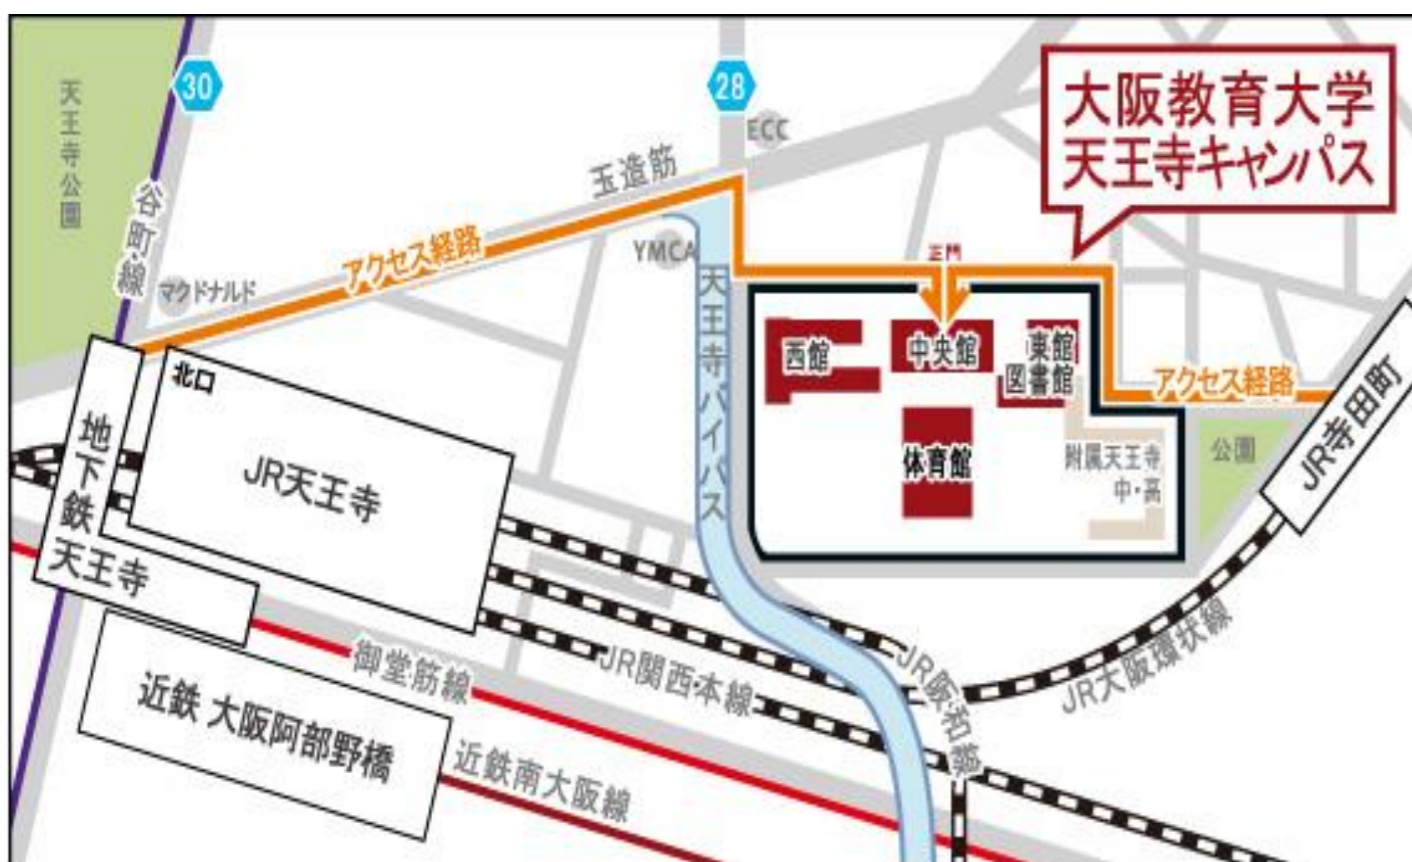 天王寺公園
30
谷町線
マクドナルド
アクセス経路
玉造筋
28
ECC
YMCA
天王寺バイパス
大阪教育大学
天王寺キャンパス
正門
西館
中央館
東館
図書館
体育館
附属天王寺
中・高
アクセス経路
公園
JR寺田町
北口
JR天王寺
地下鉄
天王寺
御堂筋線
近鉄 大阪阿部野橋
近鉄南大阪線
JR関西本線
JR阪和線
JR大阪環状線